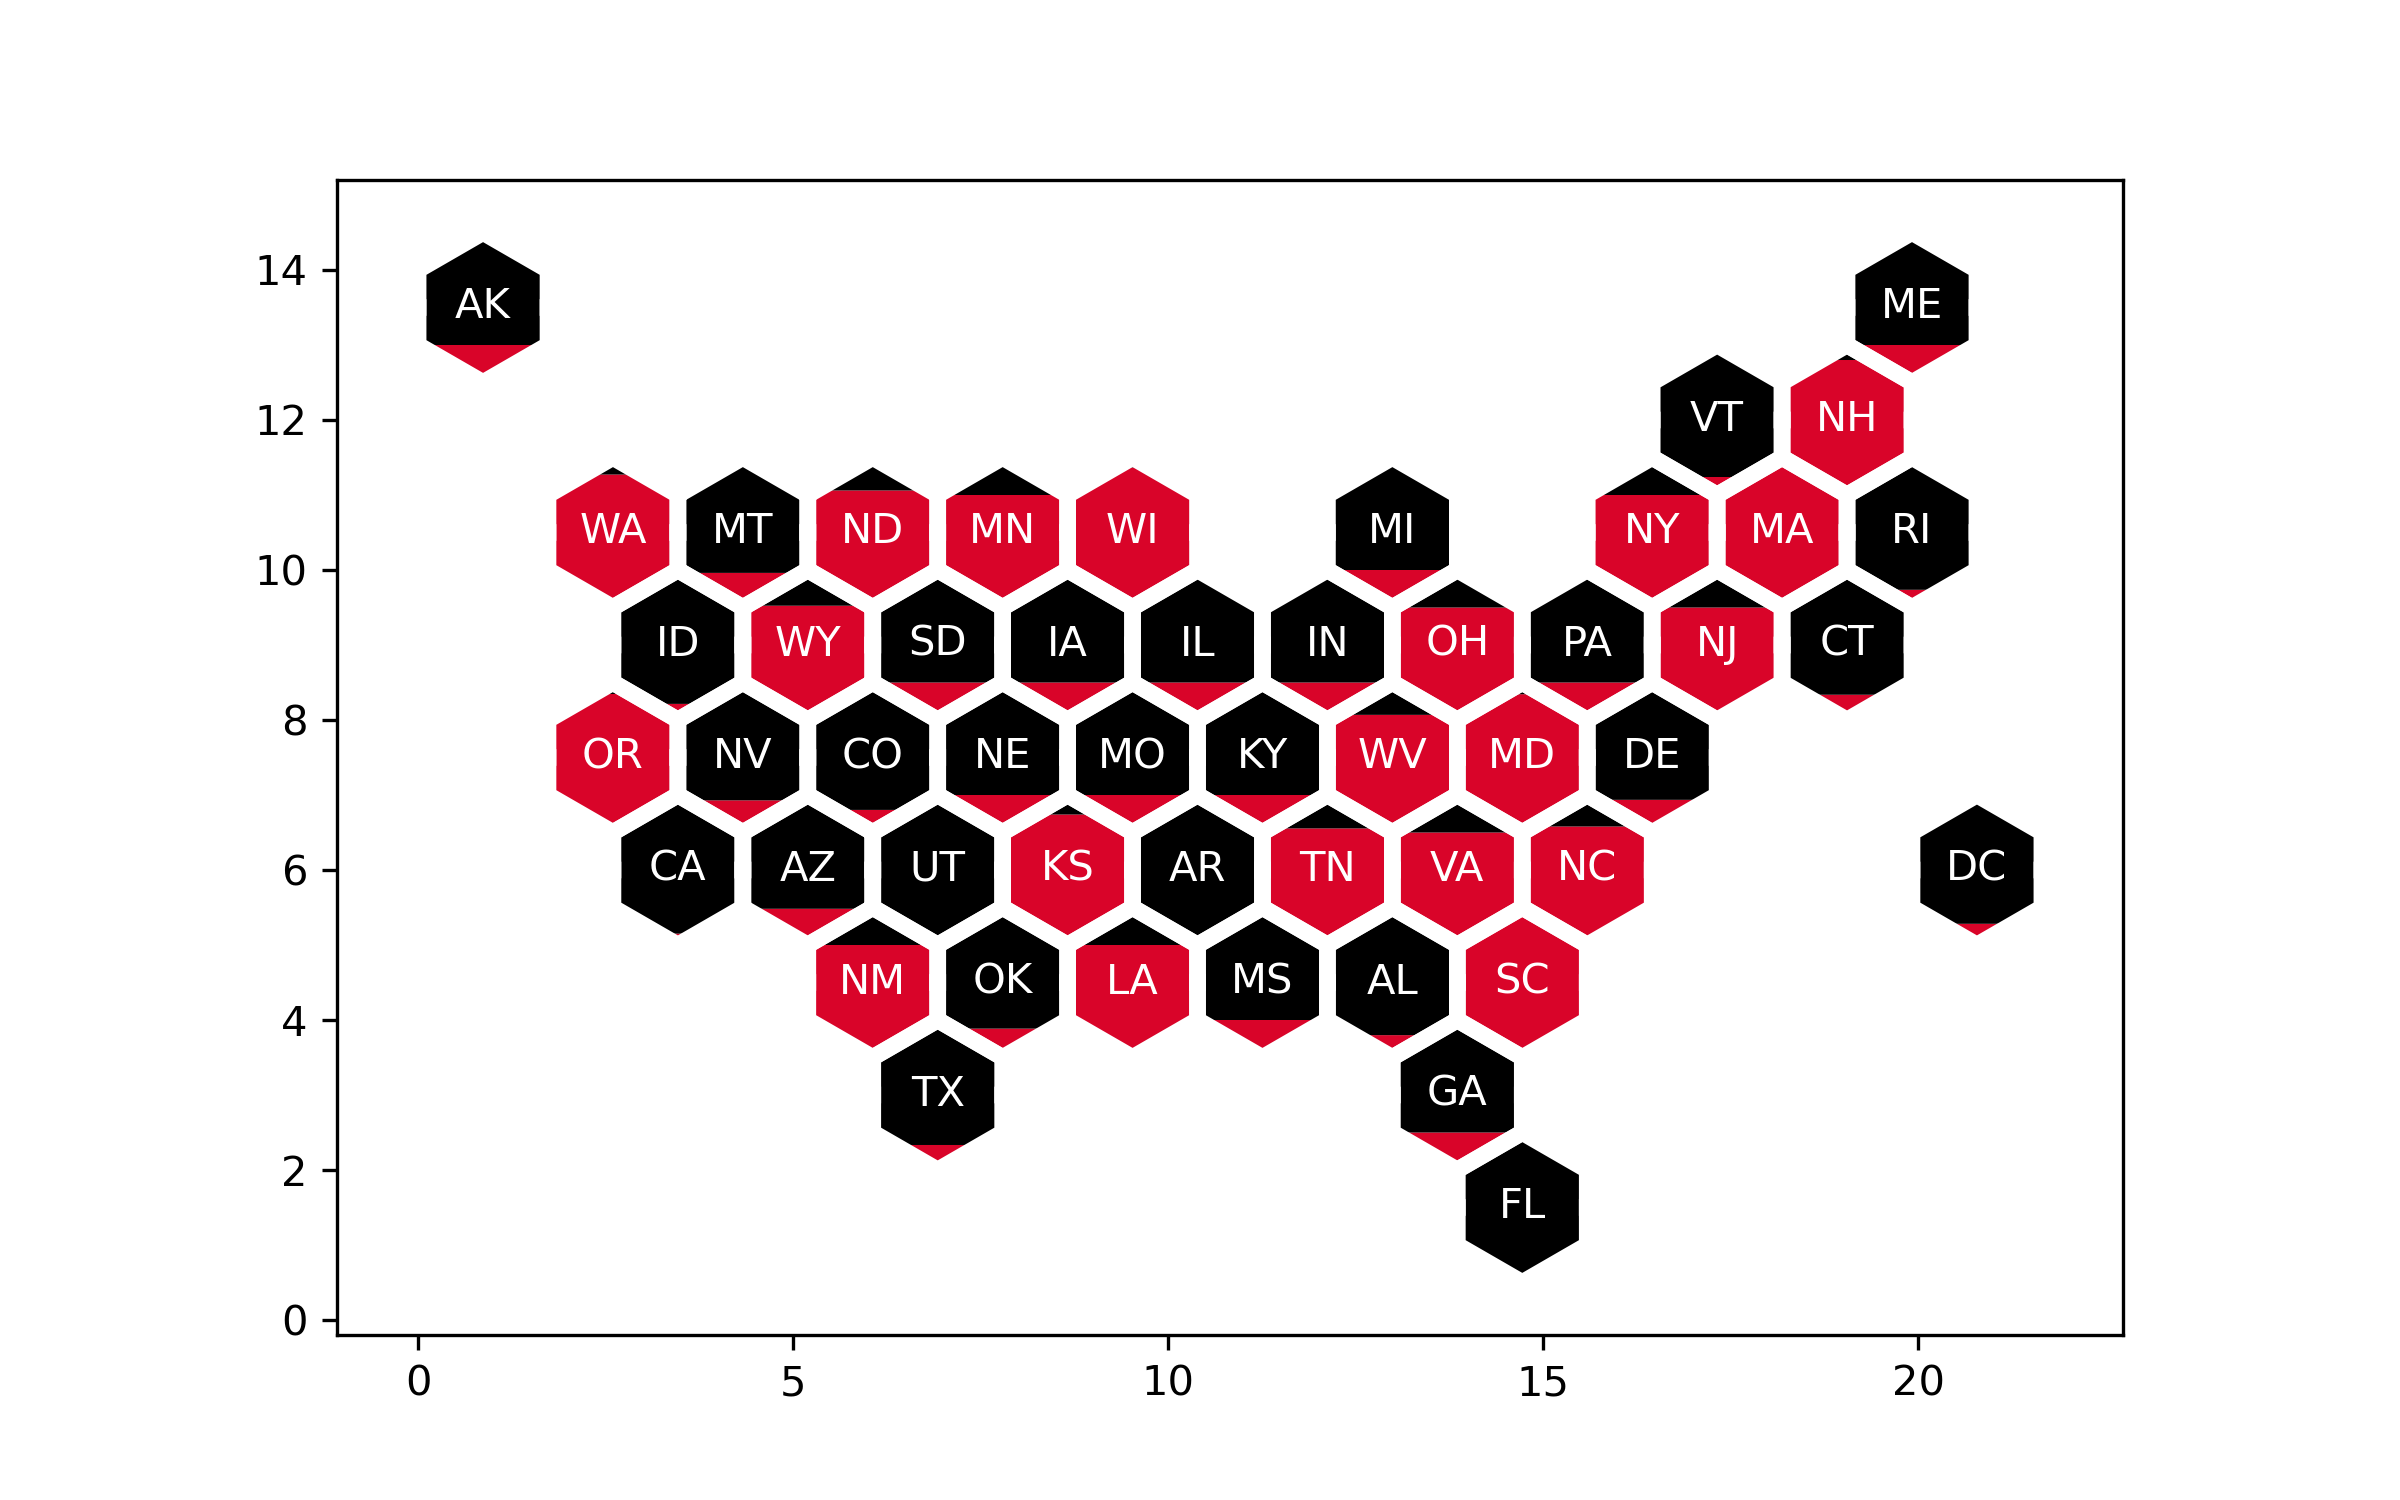 14
AK
ME
12
VT NH
WA MT ND MN WI MI NY MA RI
10
ID WY SD IA IL IN OH PA NJ CT
8
OR NV CO NE MO KY WV MD DE
6
CA AZ UT KS AR TN VA NC DC
NM OK LA MS AL SC
4
TX GA
2
FL
0
0 5 10 15 20